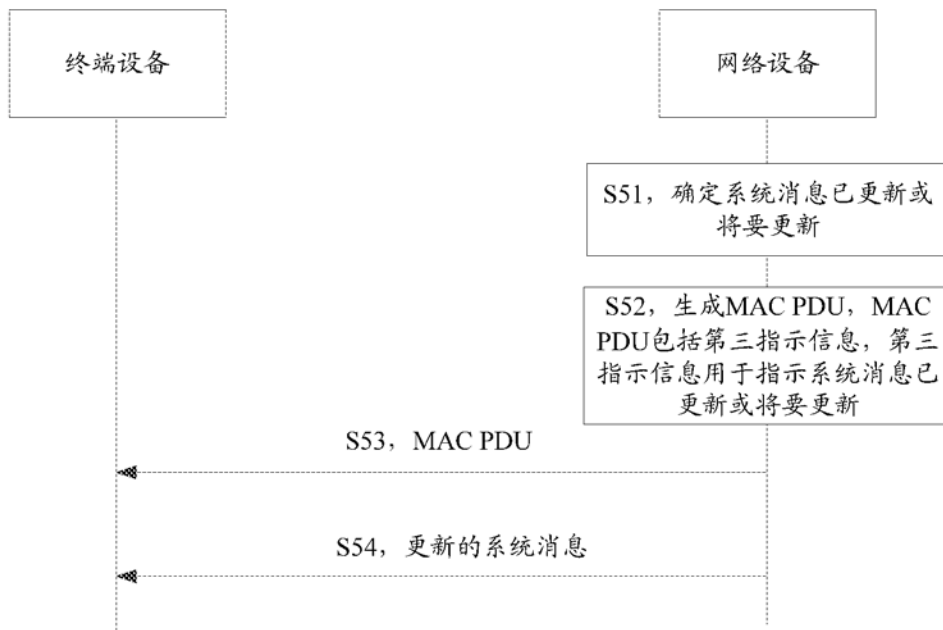 终端设备
网络设备
S51，确定系统消息已更新或
将要更新
S52，生成MAC PDU，MAC
PDU包括第三指示信息，第三
指示信息用于指示系统消息已
更新或将要更新
S53，MAC PDU
S54，更新的系统消息